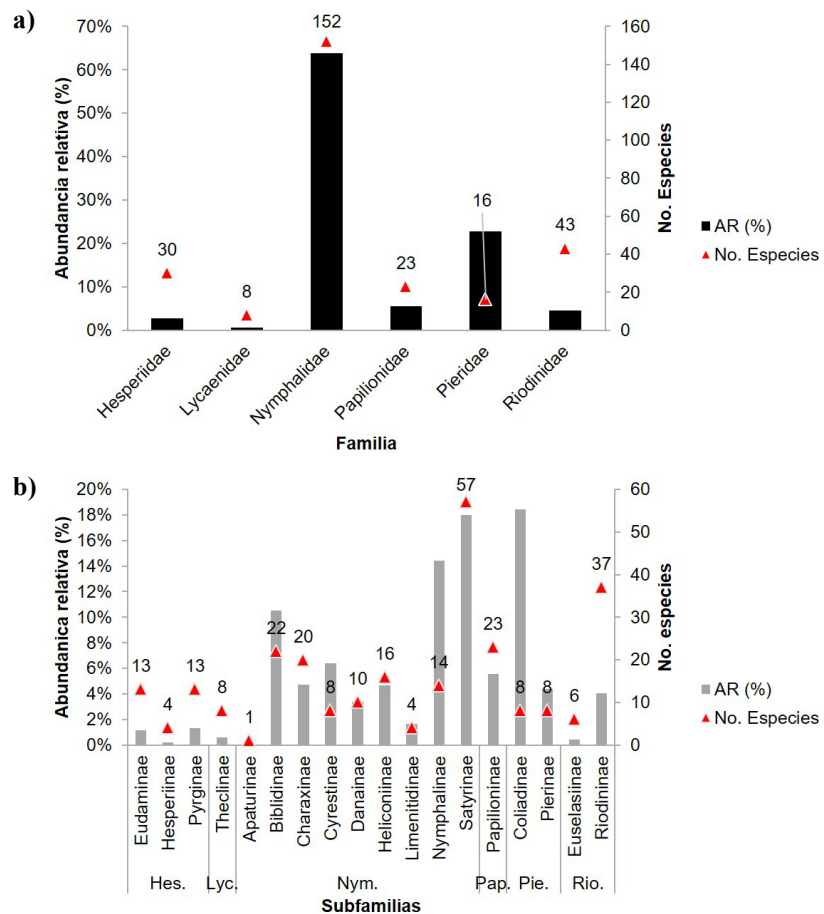 a)
70%
60%
50%
40%
30%
20%
10%
0%
Abundancia relativa (%)
30
8
152
23
16
43
160
140
120
100
80
60
40
20
0
No. Especies
AR (%)
No. Especies
Hesperiidae
Lycaenidae
Nymphalidae
Papilionidae
Pieridae
Riodinidae
Familia
b)
20%
18%
16%
14%
12%
10%
8%
6%
4%
2%
0%
Abundanica relativa (%)
13
4
13
8
1
22
20
8
10
16
4
14
57
23
8
8
6
37
60
50
40
30
20
10
0
No. especies
AR (%)
No. Especies
Eudaminae
Hesperiinae
Pyrginae
Theclinae
Apaturinae
Biblidinae
Charaxinae
Cyrestinae
Danainae
Heliconiinae
Limenitidinae
Nymphalinae
Satyrinae
Papilioninae
Coliadinae
Pierinae
Euselasiinae
Riodininae
Hes.
Lyc.
Nym.
Pap.
Pie.
Rio.
Subfamilias